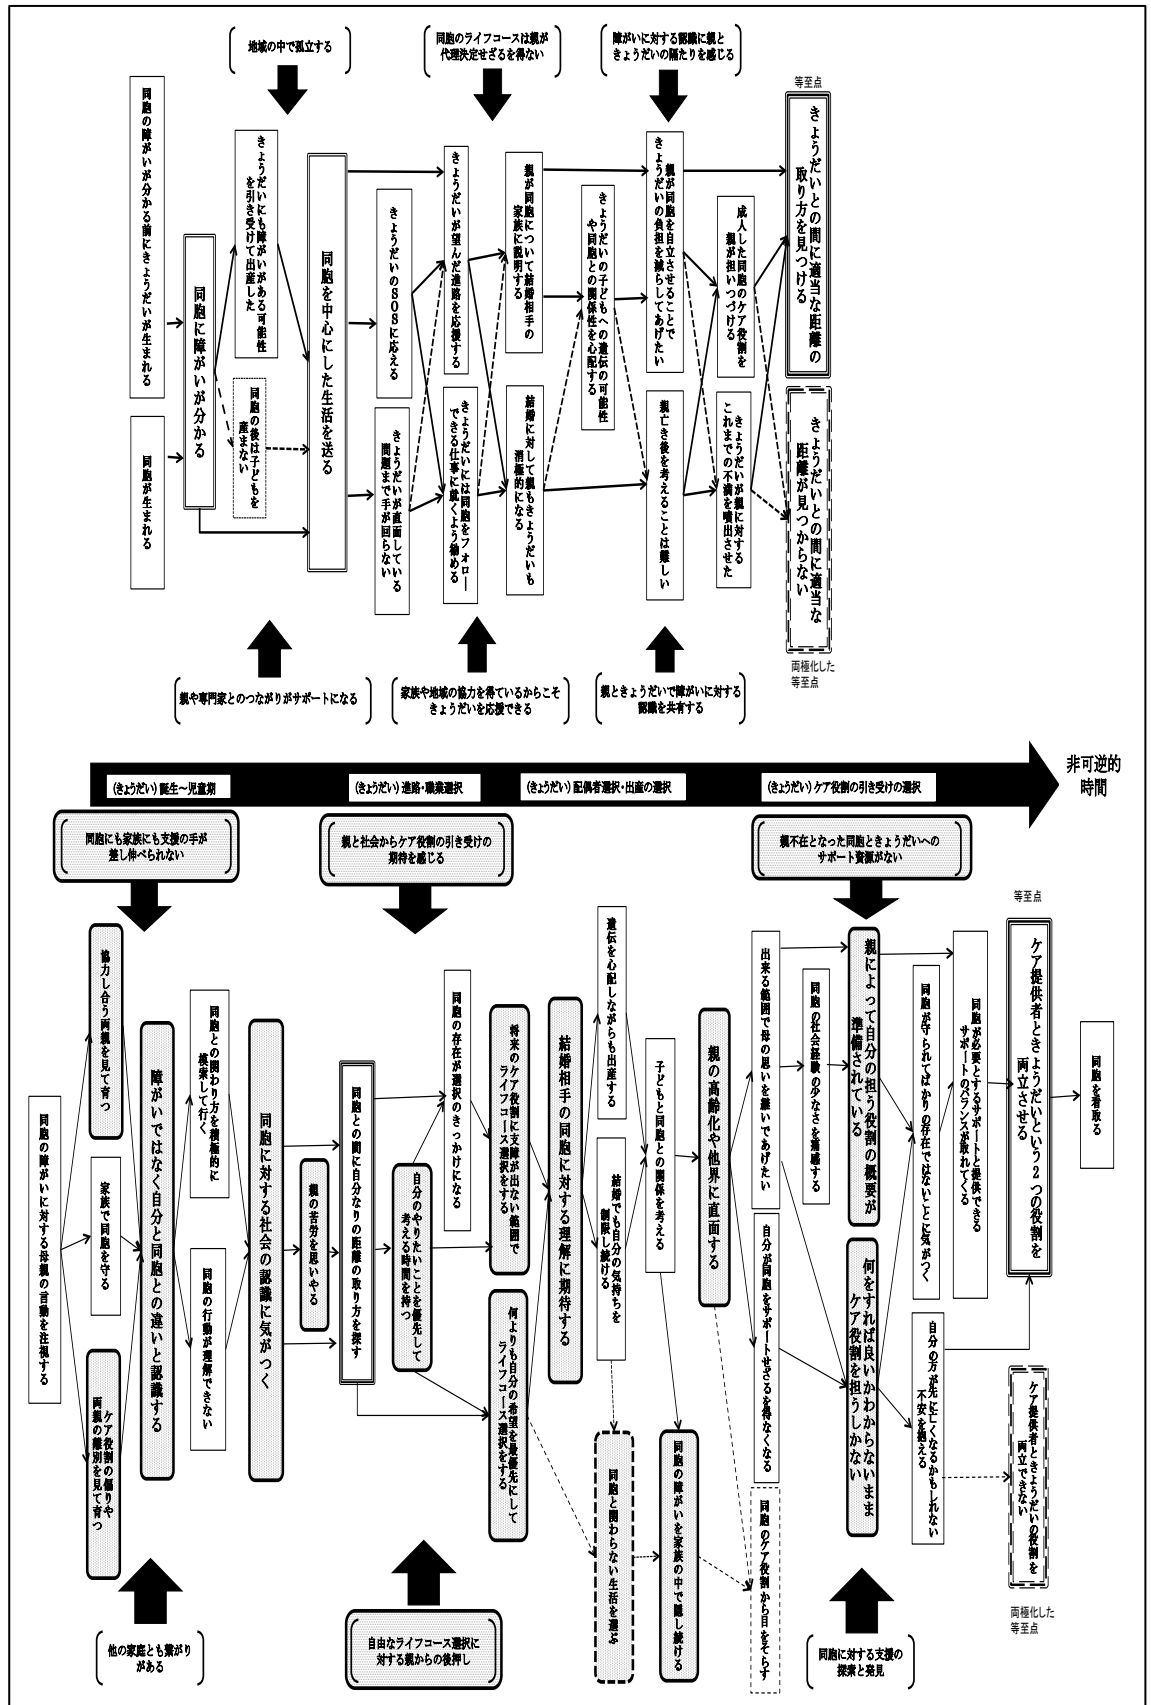 地域の中で孤立する
同胞のライフコースは親が
代理決定せざるを得ない
障がいに対する認識に親と
きょうだいの隔たりを感じる
同胞の障がいが分かる前にきょうだいが生まれる
同胞が生まれる
同胞に障がいが分かる
きょうだいにも障がいがある可能性
を引き受けて出産した
同胞の後は子どもを
産まない
同胞を中心にした生活を送る
きょうだいのSOSに応える
きょうだいが直面している
問題まで手が回らない
きょうだいが望んだ進路を応援する
きょうだいには同胞をフォロー
できる仕事に就くよう勧める
親が同胞について結婚相手の
家族に説明する
結婚に対して親もきょうだいも
消極的になる
きょうだいの子どもへの遺伝の可能性
や同胞との関係性を心配する
親が同胞を自立させることで
きょうだいの負担を減らしてあげたい
親亡き後を考えることは難しい
成人した同胞のケア役割を
親が担いつづける
きょうだいが親に対する
これまでの不満を噴出させた
等至点
きょうだいとの間に適当な距離の
取り方を見つける
きょうだいとの間に適当な
距離が見つからない
両極化した
等至点
親や専門家とのつながりがサポートになる
家族や地域の協力を得ているからこそ
きょうだいを応援できる
親ときょうだいで障がいに対する
認識を共有する
(きょうだい) 誕生～児童期
(きょうだい) 進路・職業選択
(きょうだい) 配偶者選択・出産の選択
(きょうだい) ケア役割の引き受けの選択
非可逆的
時間
同胞にも家族にも支援の手が
差し伸べられない
親と社会からケア役割の引き受けの
期待を感じる
親不在となった同胞ときょうだいへの
サポート資源がない
同胞の障がいに対する母親の言動を注視する
協力し合う両親を見て育つ
家族で同胞を守る
ケア役割の偏りや
両親の離別を見て育つ
障がいではなく自分と同胞との違いと認識する
同胞との関わり方を積極的に
模索して行く
同胞の行動が理解できない
同胞に対する社会の認識に気がつく
親の苦労を思いやる
同胞との間に自分なりの距離の取り方を探す
自分のやりたいことを優先して
考える時間を持つ
同胞の存在が選択のきっかけになる
将来のケア役割に支障が出ない範囲で
ライフコース選択をする
何よりも自分の希望を最優先にして
ライフコース選択をする
結婚相手の同胞に対する理解に期待する
遺伝を心配しながらも出産する
結婚でも自分の気持ちを
制限し続ける
同胞と関わらない生活を選ぶ
子どもと同胞との関係を考える
同胞の障がいを家族の中で隠し続ける
親の高齢化や他界に直面する
出来る範囲で母の思いを継いであげたい
自分が同胞をサポートせざるを得なくなる
同胞のケア役割から目をそらす
同胞の社会経験の少なさを痛感する
親によって自分の担う役割の概要が
準備されている
何をすれば良いかわからないまま
ケア役割を担うしかない
同胞が守られてばかりの存在ではないことに気がつく
自分の方が先に亡くなるかもしれない
不安を抱える
同胞が必要とするサポートと提供できる
サポートのバランスが取れてくる
等至点
ケア提供者ときょうだいという2つの役割を
両立させる
ケア提供者ときょうだいの役割を
両立できない
両極化した
等至点
同胞を看取る
他の家庭とも繋がり
がある
自由なライフコース選択に
対する親からの後押し
同胞に対する支援の
探索と発見